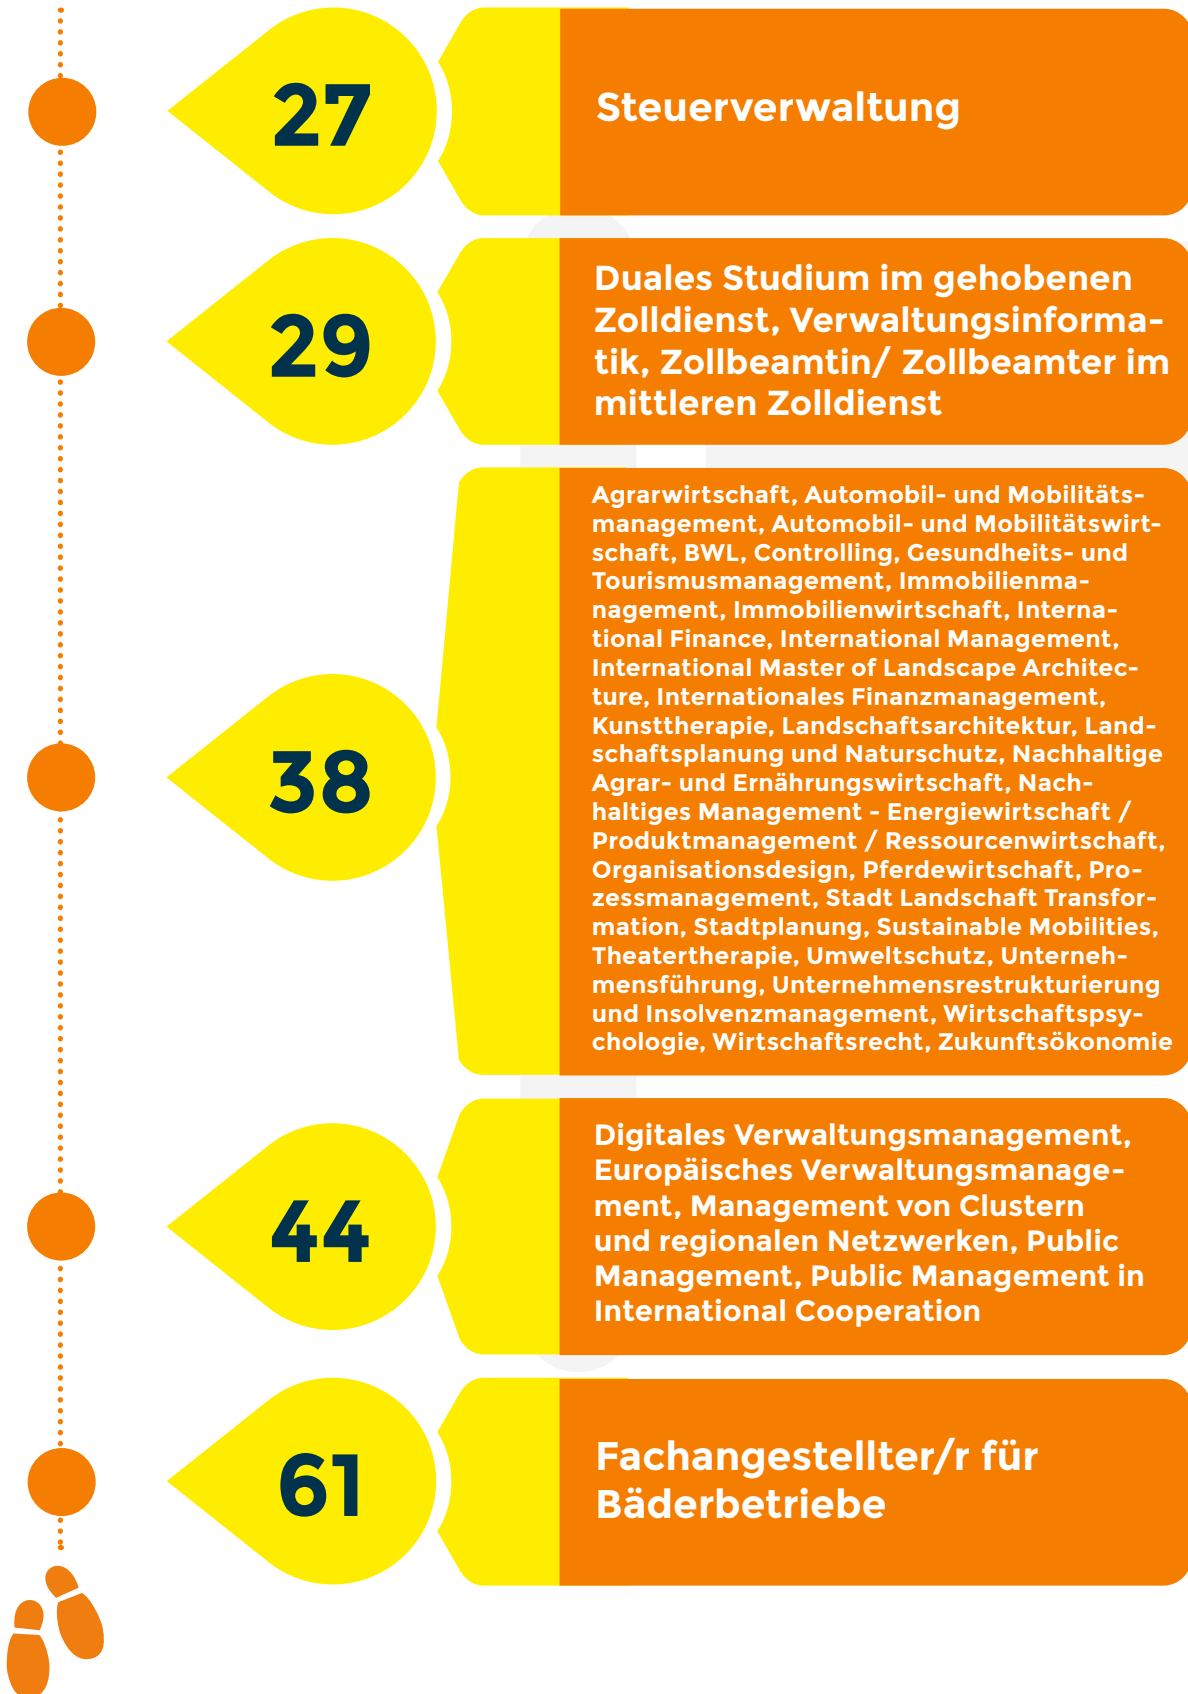 27
Steuerverwaltung
29
Duales Studium im gehobenen
Zolldienst, Verwaltungsinforma-
tik, Zollbeamtin/ Zollbeamter im
mittleren Zolldienst
38
Agrarwirtschaft, Automobil- und Mobilitäts-
management, Automobil- und Mobilitätswirt-
schaft, BWL, Controlling, Gesundheits- und
Tourismusmanagement, Immobilienma-
nagement, Immobilienwirtschaft, Interna-
tional Finance, International Management,
International Master of Landscape Architec-
ture, Internationales Finanzmanagement,
Kunsttherapie, Landschaftsarchitektur, Land-
schaftsplanung und Naturschutz, Nachhaltige
Agrar- und Ernährungswirtschaft, Nach-
haltiges Management - Energiewirtschaft /
Produktmanagement / Ressourcenwirtschaft,
Organisationsdesign, Pferdewirtschaft, Pro-
zessmanagement, Stadt Landschaft Transfor-
mation, Stadtplanung, Sustainable Mobilities,
Theatertherapie, Umweltschutz, Unterneh-
mensführung, Unternehmensrestrukturierung
und Insolvenzmanagement, Wirtschaftspsy-
chologie, Wirtschaftsrecht, Zukunftsökonomie
44
Digitales Verwaltungsmanagement,
Europäisches Verwaltungsmanage-
ment, Management von Clustern
und regionalen Netzwerken, Public
Management, Public Management in
International Cooperation
61
Fachangestellter/r für
Bäderbetriebe